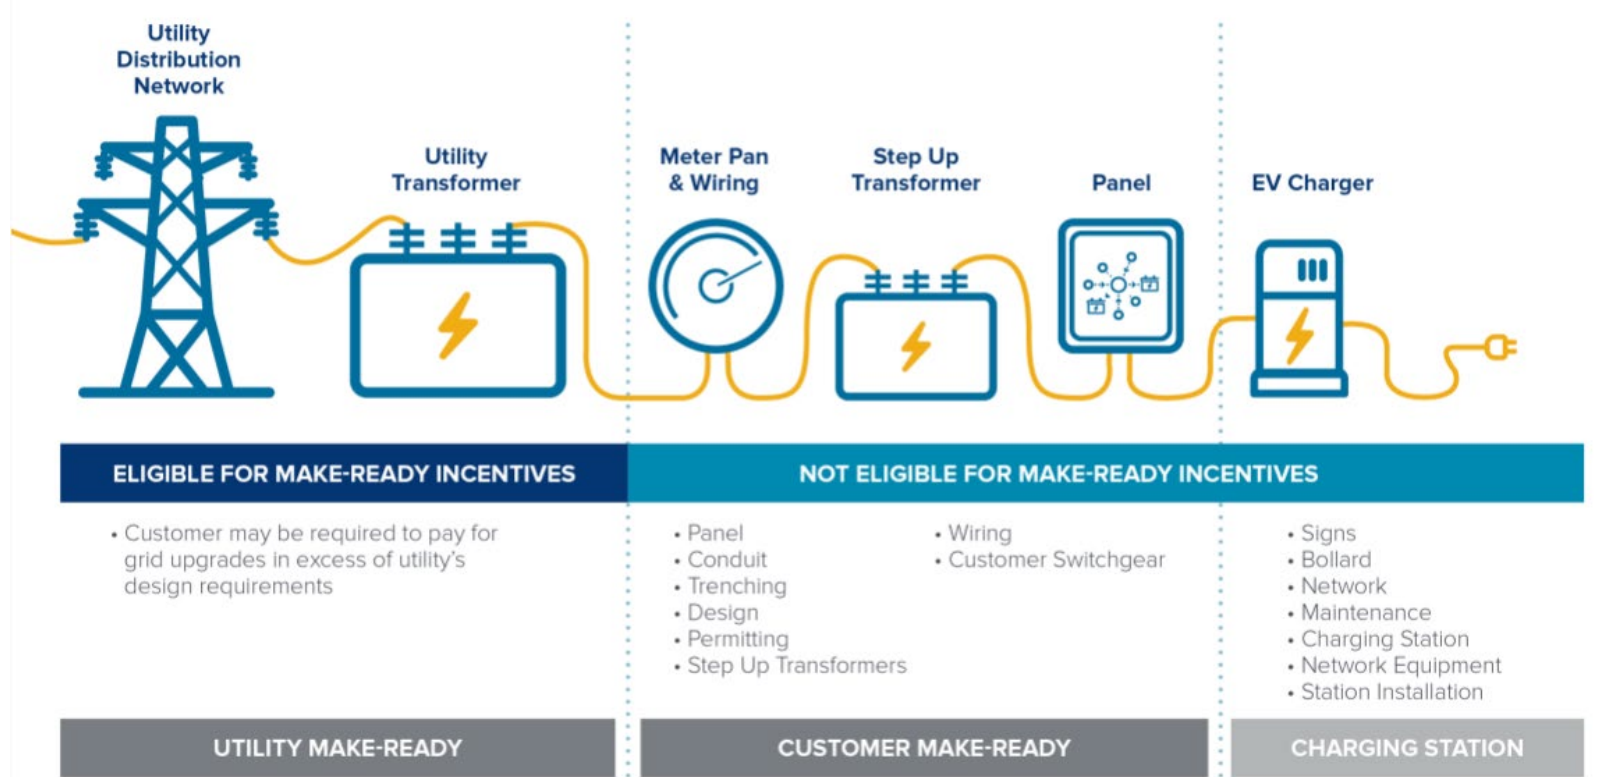 Utility
Distribution
Network
Utility
Transformer
Meter Pan
& Wiring
Step Up
Transformer
Panel
EV Charger
ELIGIBLE FOR MAKE-READY INCENTIVES
NOT ELIGIBLE FOR MAKE-READY INCENTIVES
• Customer may be required to pay for
grid upgrades in excess of utility's
design requirements
• Panel
• Conduit
• Trenching
• Design
• Permitting
• Step Up Transformers
• Wiring
• Customer Switchgear
• Signs
• Bollard
• Network
• Maintenance
• Charging Station
• Network Equipment
• Station Installation
UTILITY MAKE-READY
CUSTOMER MAKE-READY
CHARGING STATION